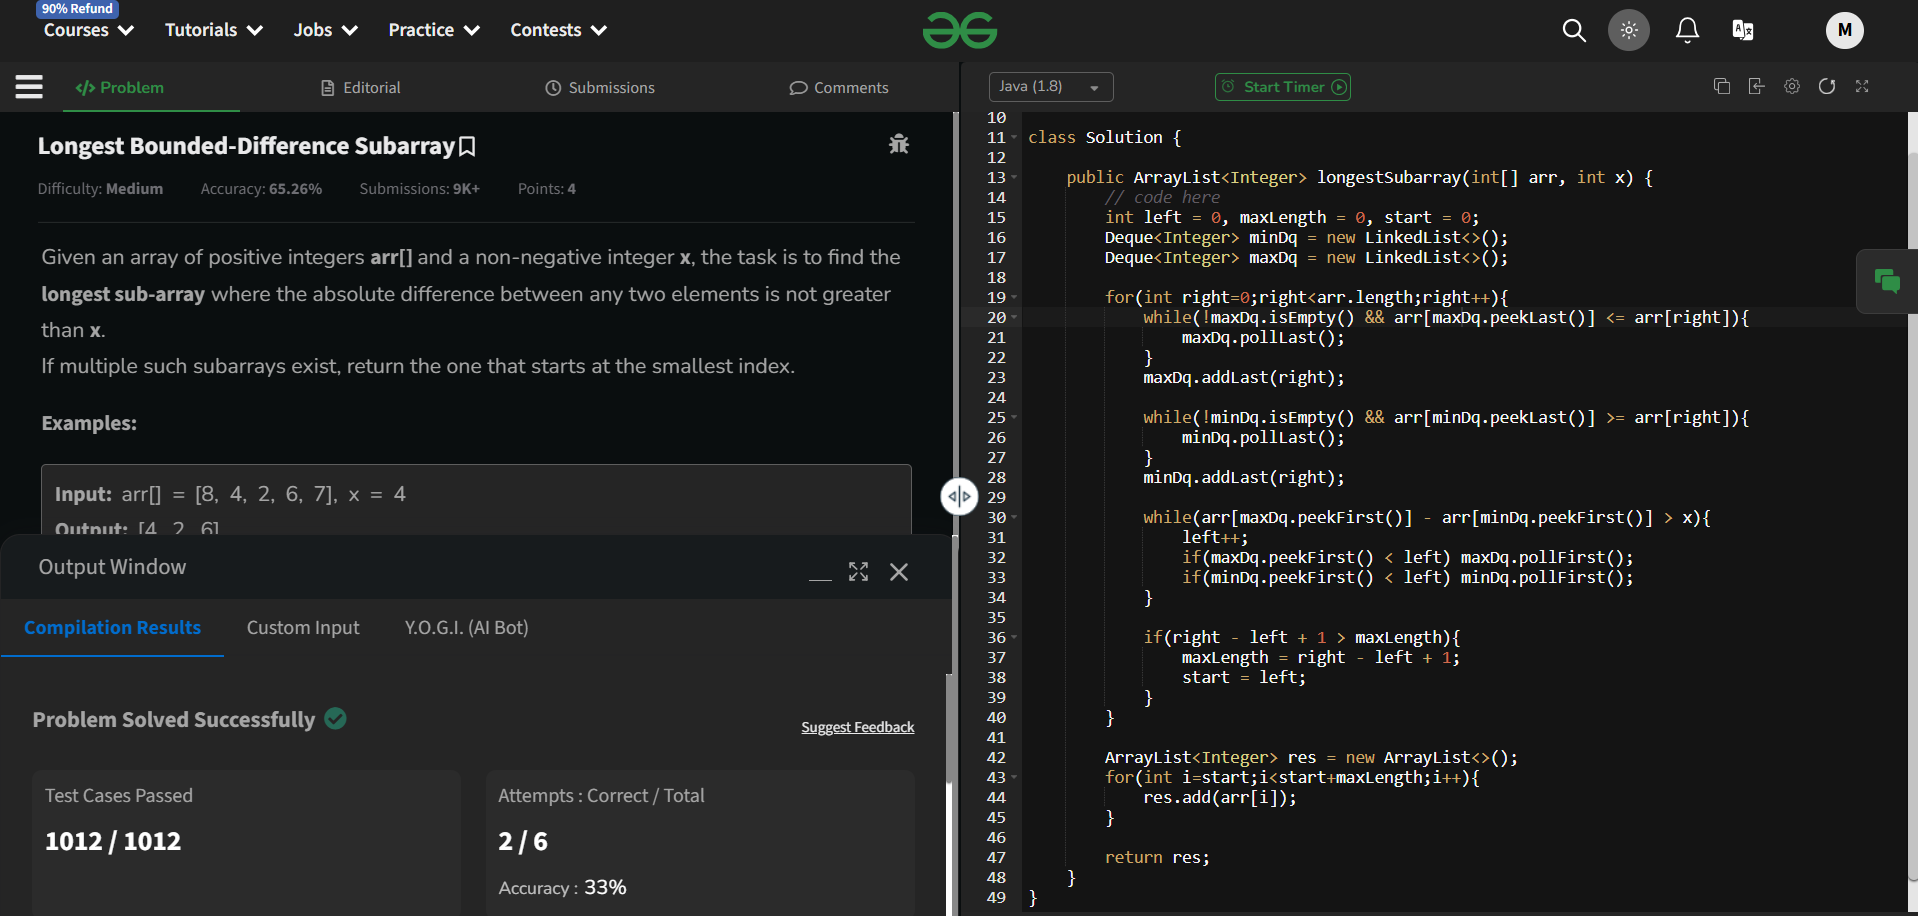 90% Refund
Courses Tutorials Jobs Practice Contests
M
</> Problem Editorial Submissions Comments
Longest Bounded-Difference Subarray
Difficulty: Medium Accuracy: 65.26% Submissions: 9K+ Points: 4
Given an array of positive integers arr[] and a non-negative integer x, the task is to find the
longest sub-array where the absolute difference between any two elements is not greater
than x.
If multiple such subarrays exist, return the one that starts at the smallest index.
Examples:
Input: arr[] = [8, 4, 2, 6, 7], x = 4
Output: [4, 2, 6]
Output Window
Compilation Results Custom Input Y.O.G.I. (AI Bot)
Problem Solved Successfully
Suggest Feedback
Test Cases Passed
1012 / 1012
Attempts : Correct / Total
2 / 6
Accuracy : 33%
Java (1.8) Start Timer
10
11 class Solution {
12
13 public ArrayList<Integer> longestSubarray(int[] arr, int x) {
14 // code here
15 int left = 0, maxLength = 0, start = 0;
16 Deque<Integer> minDq = new LinkedList<>();
17 Deque<Integer> maxDq = new LinkedList<>();
18
19 for(int right=0;right<arr.length;right++){
20 while(!maxDq.isEmpty() && arr[maxDq.peekLast()] <= arr[right]){
21 maxDq.pollLast();
22 }
23 maxDq.addLast(right);
24
25 while(!minDq.isEmpty() && arr[minDq.peekLast()] >= arr[right]){
26 minDq.pollLast();
27 }
28 minDq.addLast(right);
29
30 while(arr[maxDq.peekFirst()] - arr[minDq.peekFirst()] > x){
31 left++;
32 if(maxDq.peekFirst() < left) maxDq.pollFirst();
33 if(minDq.peekFirst() < left) minDq.pollFirst();
34 }
35
36 if(right - left + 1 > maxLength){
37 maxLength = right - left + 1;
38 start = left;
39 }
40 }
41
42 ArrayList<Integer> res = new ArrayList<>();
43 for(int i=start;i<start+maxLength;i++){
44 res.add(arr[i]);
45 }
46
47 return res;
48 }
49 }